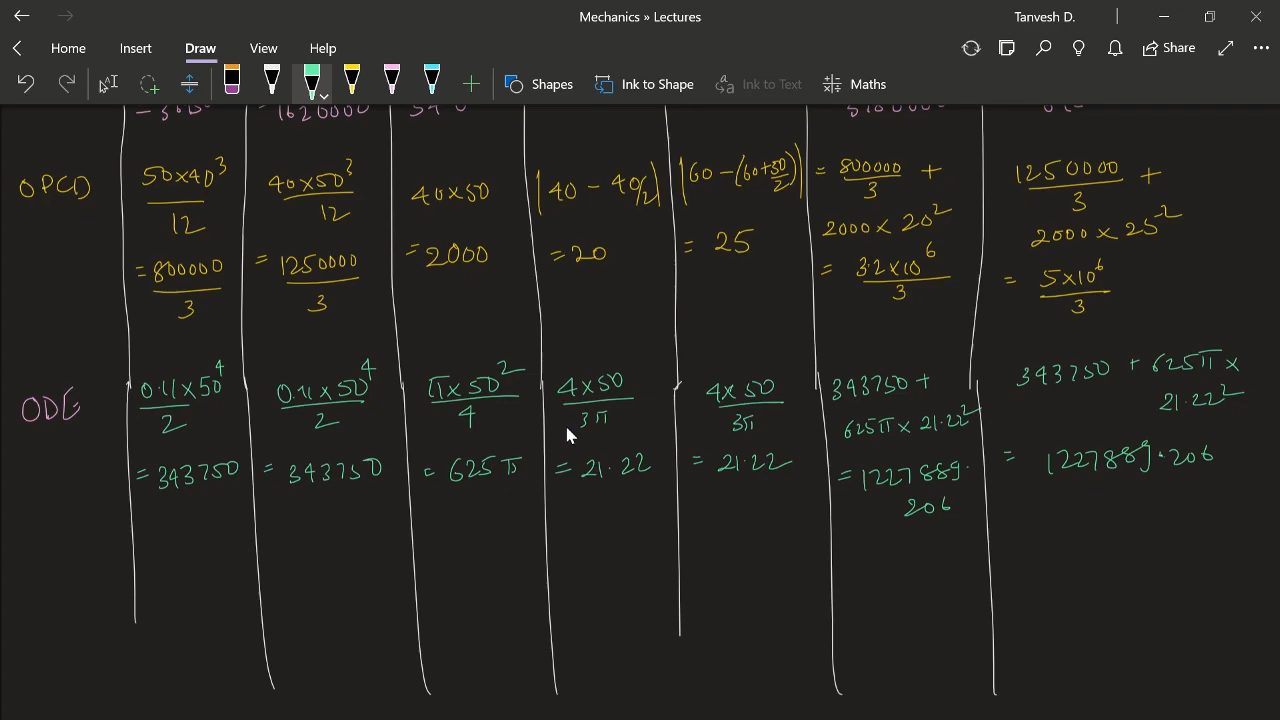 Mechanics » Lectures
Tanvesh D.
Home Insert Draw View Help
Share
Shapes Ink to Shape Ink to Text Maths
= 1620000
OPCD
50×40³/12
= 800000/3
40×50³/12
= 1250000/3
40×50
= 2000
|40 - 40/2|
= 20
|60 - (60+50/2)|
= 25
= 800000/3 +
2000 × 20²
= 3.2×10⁶/3
1250000/3 +
2000 × 25²
= 5×10⁶/3
ODE
0.11×50⁴/2
= 343750
0.11×50⁴/2
= 343750
π×50²/4
= 625π
4×50/3π
= 21.22
4×50/3π
= 21.22
343750 +
625π × 21.22²
= 1227889.
206
343750 + 625π ×
21.22²
= 1227889.206